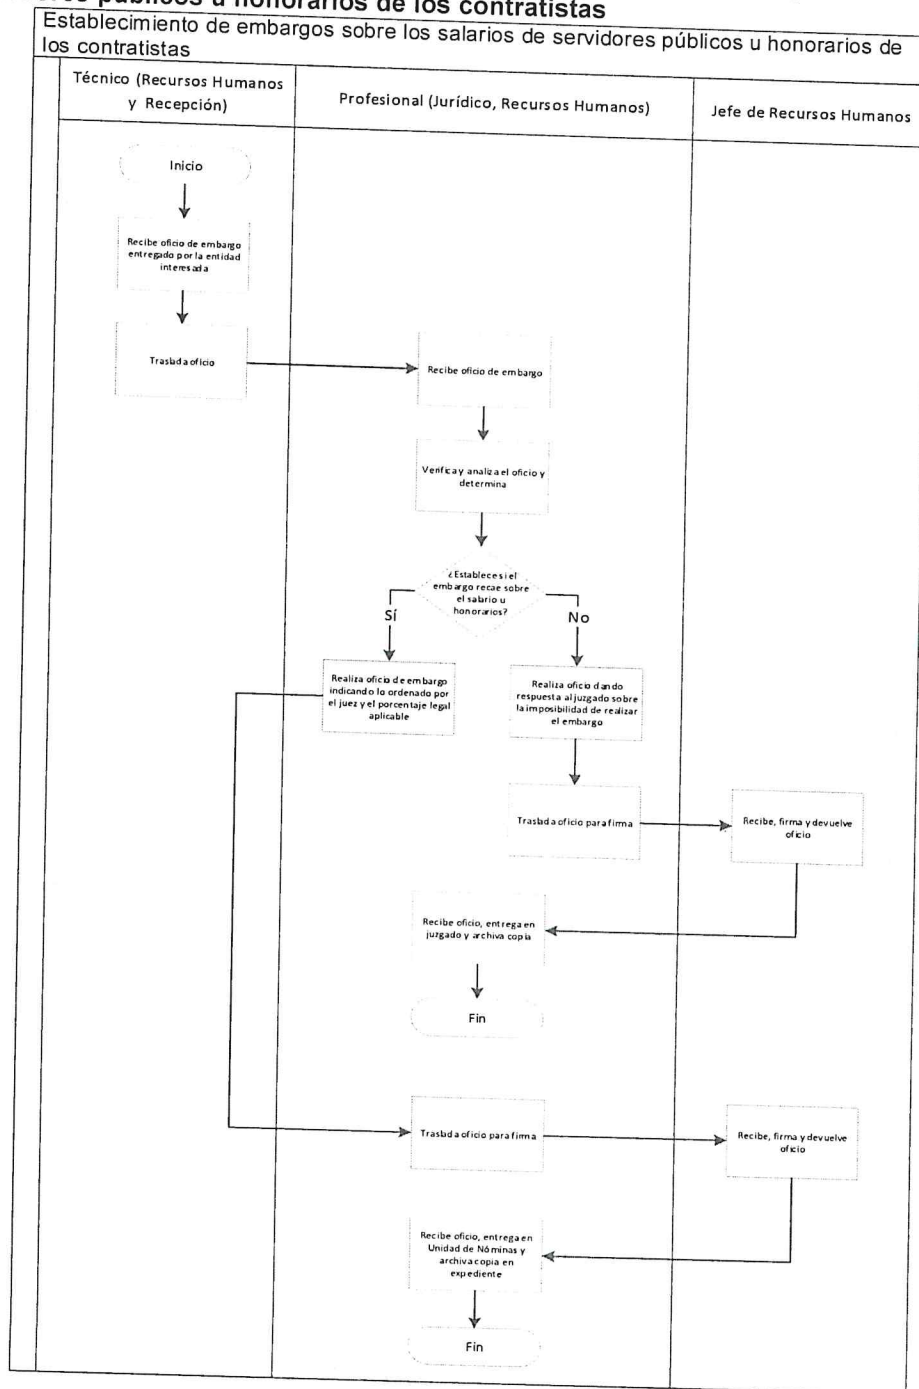 públicos u honorarios de los contratistas
Establecimiento de embargos sobre los salarios de servidores públicos u honorarios de
los contratistas
Técnico (Recursos Humanos
y Recepción)
Profesional (Jurídico, Recursos Humanos)
Jefe de Recursos Humanos
Inicio
Recibe oficio de embargo
entregado por la entidad
interesada
Traslada oficio
Recibe oficio de embargo
Verifica y analiza el oficio y
determina
¿Establece si el
embargo recae sobre
el salario u
honorarios?
Sí
No
Realiza oficio de embargo
indicando lo ordenado por
el juez y el porcentaje legal
aplicable
Realiza oficio dando
respuesta al juzgado sobre
la imposibilidad de realizar
el embargo
Traslada oficio para firma
Recibe, firma y devuelve
oficio
Recibe oficio, entrega en
juzgado y archiva copia
Fin
Traslada oficio para firma
Recibe, firma y devuelve
oficio
Recibe oficio, entrega en
Unidad de Nóminas y
archiva copia en
expediente
Fin